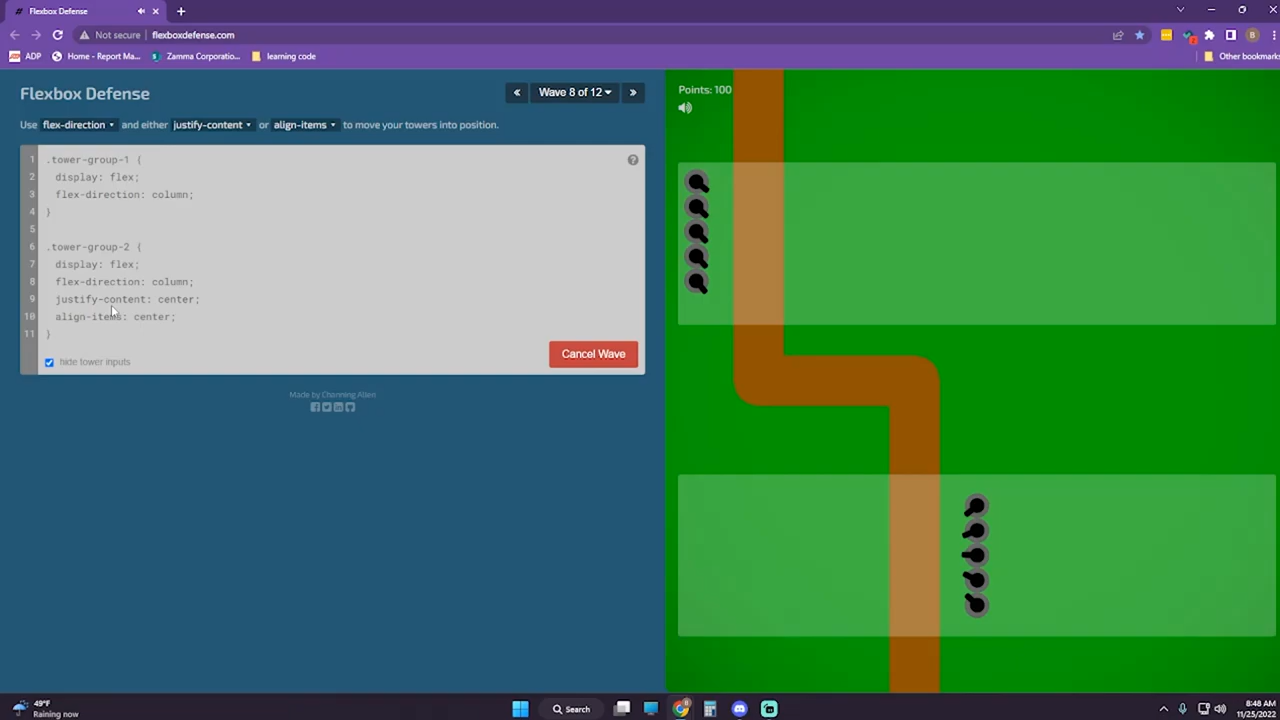 Flexbox Defense
Not secure flexboxdefense.com
B
ADP Home - Report Ma... Zamma Corporatio... learning code Other bookmarks
Flexbox Defense « Wave 8 of 12 »
Use flex-direction and either justify-content or align-items to move your towers into position.
1 .tower-group-1 {
2 display: flex;
3 flex-direction: column;
4 }
5
6 .tower-group-2 {
7 display: flex;
8 flex-direction: column;
9 justify-content: center;
10 align-items: center;
11 }
hide tower inputs
Cancel Wave
Made by Channing Allen
Points: 100
49°F
Raining now
Search
8:48 AM
11/25/2022